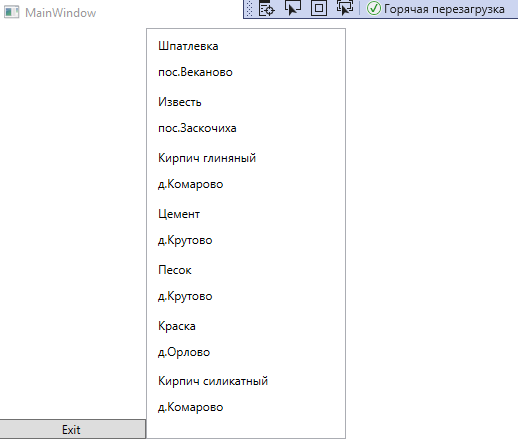 MainWindow
Горячая перезагрузка
Шпатлевка
пос.Веканово
Известь
пос.Заскочиха
Кирпич глиняный
д.Комарово
Цемент
д.Крутово
Песок
д.Крутово
Краска
д.Орлово
Кирпич силикатный
д.Комарово
Exit